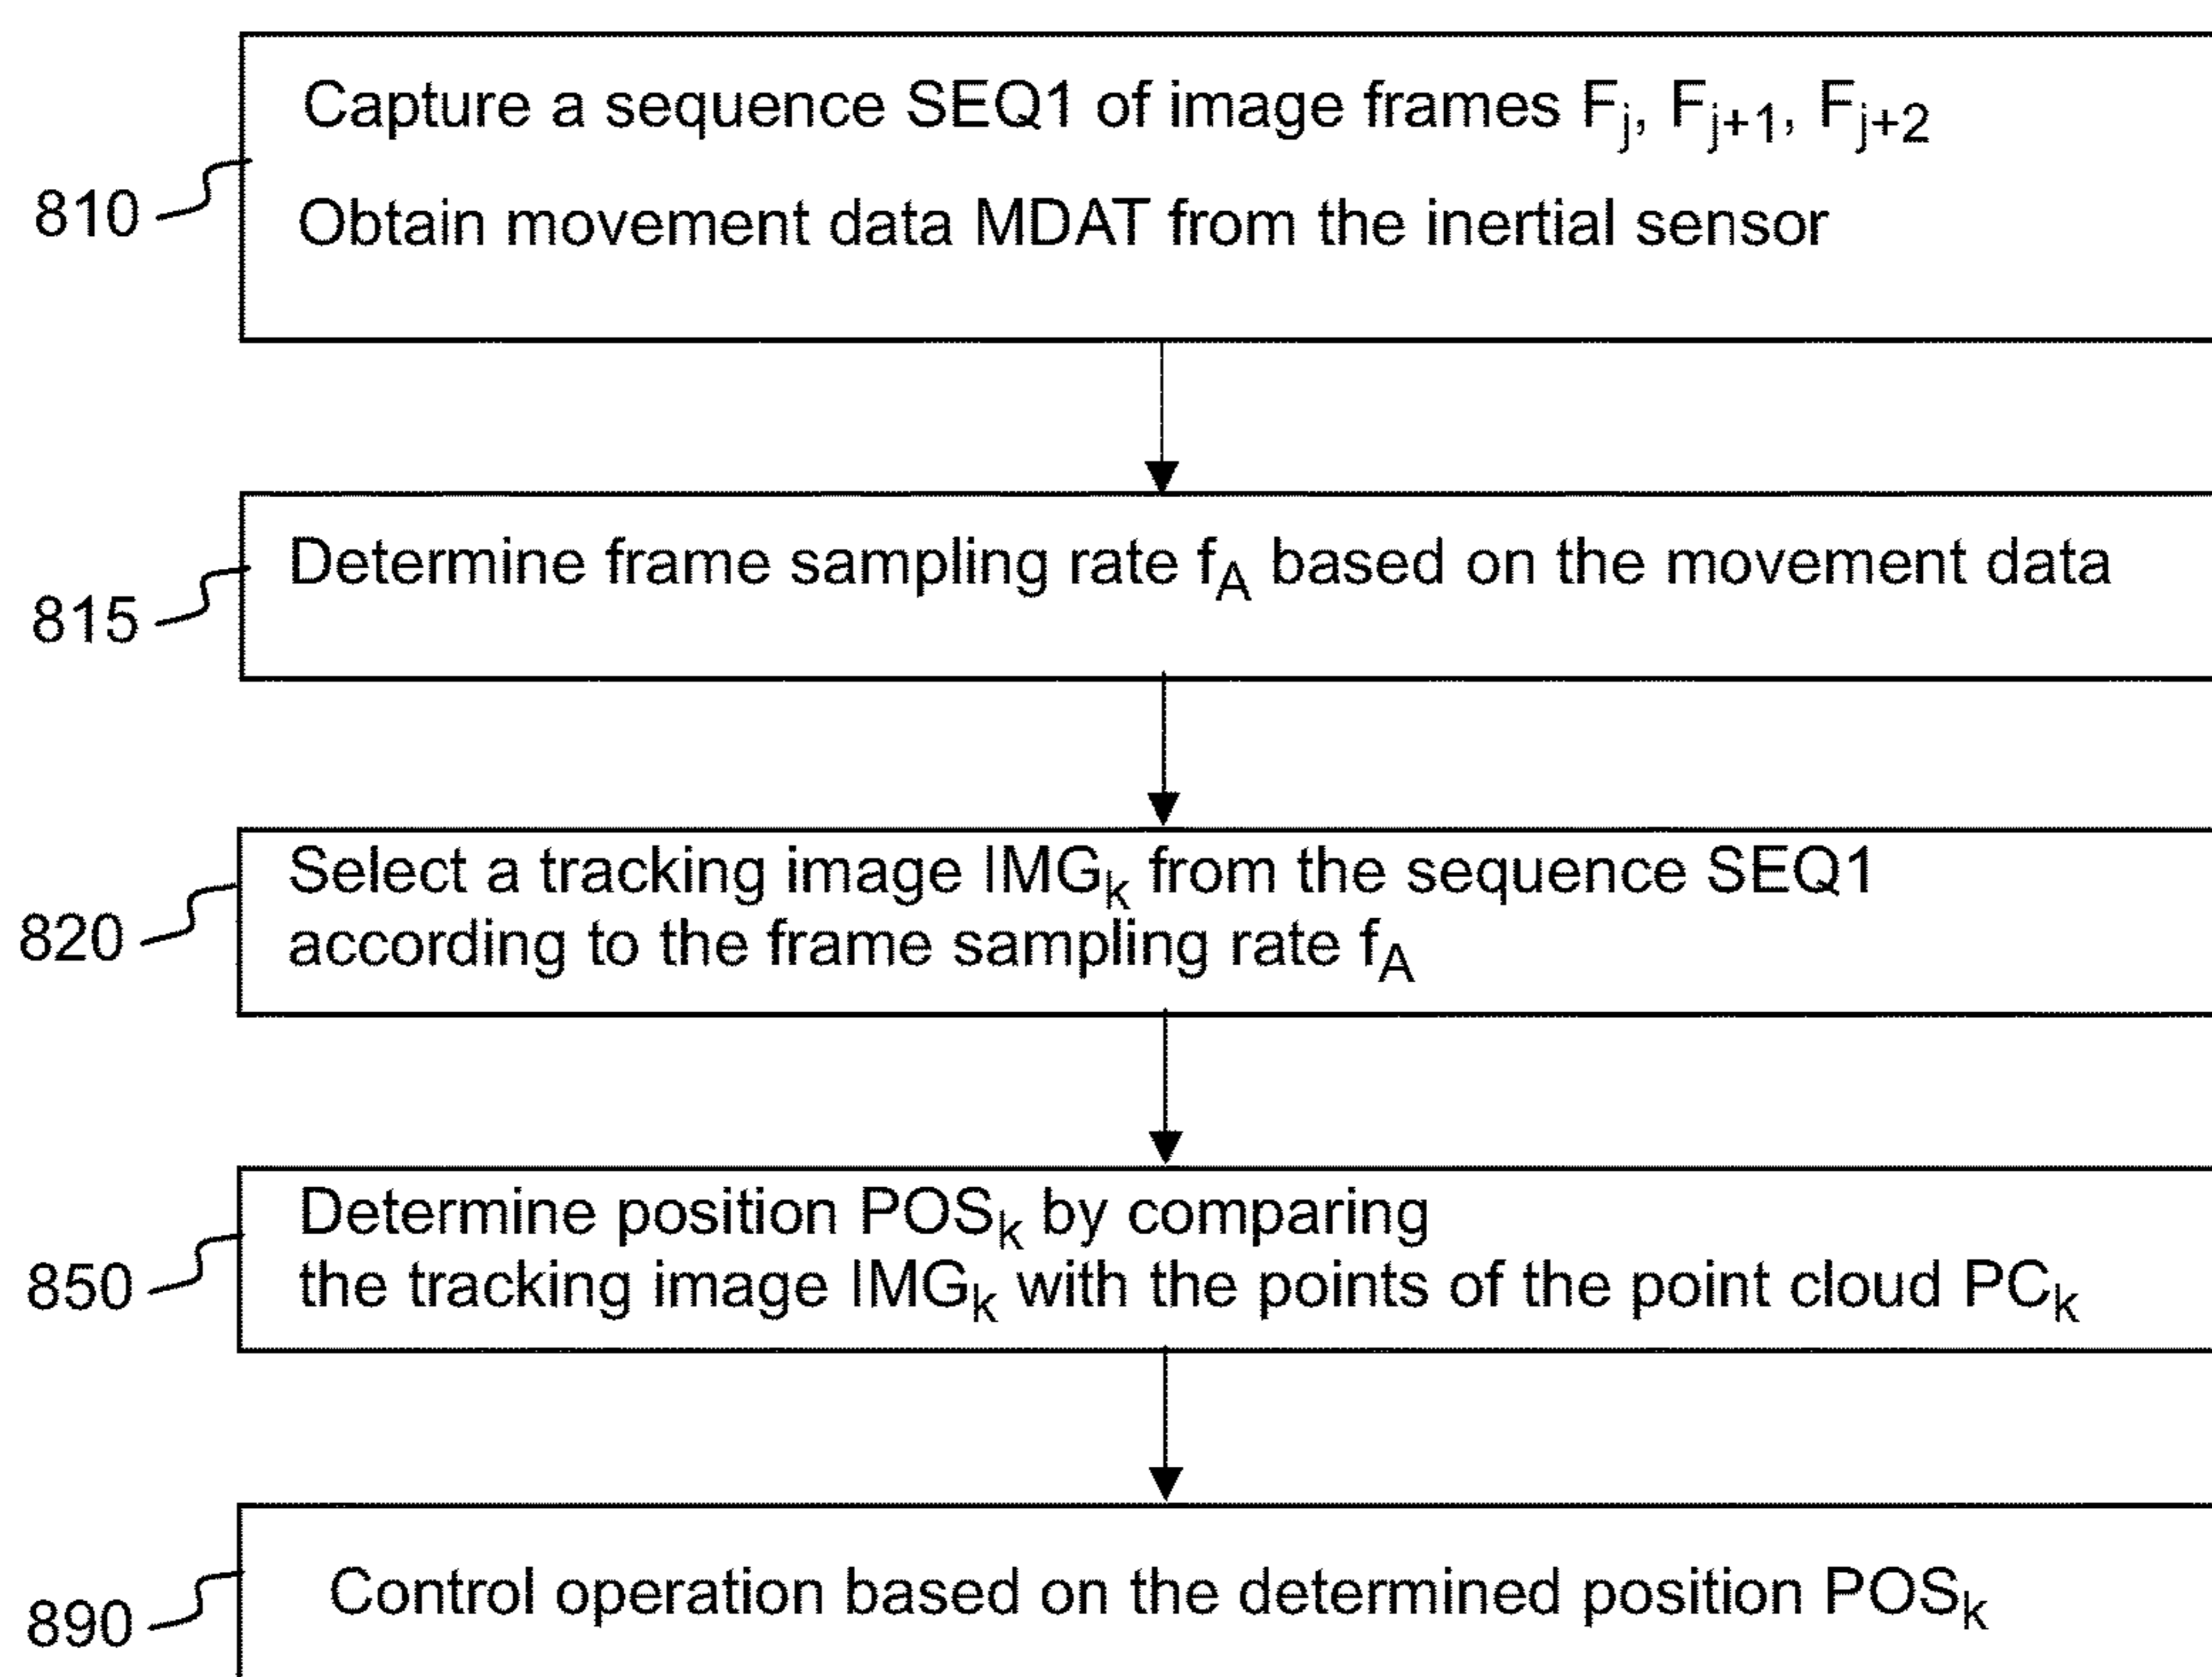 810
Capture a sequence SEQ1 of image frames Fj, Fj+1, Fj+2
Obtain movement data MDAT from the inertial sensor
815
Determine frame sampling rate fA based on the movement data
820
Select a tracking image IMGk from the sequence SEQ1
according to the frame sampling rate fA
850
Determine position POSk by comparing
the tracking image IMGk with the points of the point cloud PCk
890
Control operation based on the determined position POSk